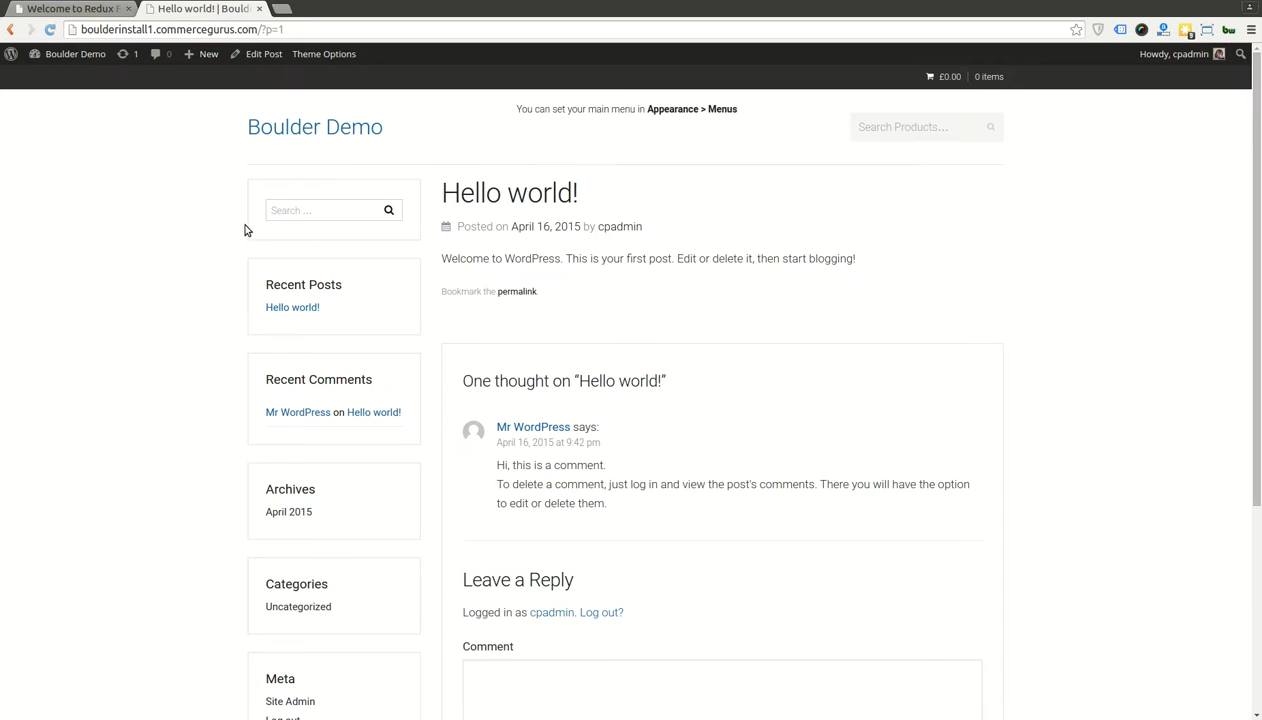 Welcome to Redux F
Hello world! | Bould
boulderinstall1.commercegurus.com/?p=1
Boulder Demo
1
0
New
Edit Post
Theme Options
Howdy, cpadmin
£0.00
0 items
You can set your main menu in Appearance > Menus
Boulder Demo
Search Products…
Search …
Hello world!
Posted on April 16, 2015 by cpadmin
Welcome to WordPress. This is your first post. Edit or delete it, then start blogging!
Bookmark the permalink.
Recent Posts
Hello world!
Recent Comments
Mr WordPress on Hello world!
Archives
April 2015
Categories
Uncategorized
Meta
Site Admin
Log out
One thought on “Hello world!”
Mr WordPress says:
April 16, 2015 at 9:42 pm
Hi, this is a comment.
To delete a comment, just log in and view the post's comments. There you will have the option
to edit or delete them.
Leave a Reply
Logged in as cpadmin. Log out?
Comment